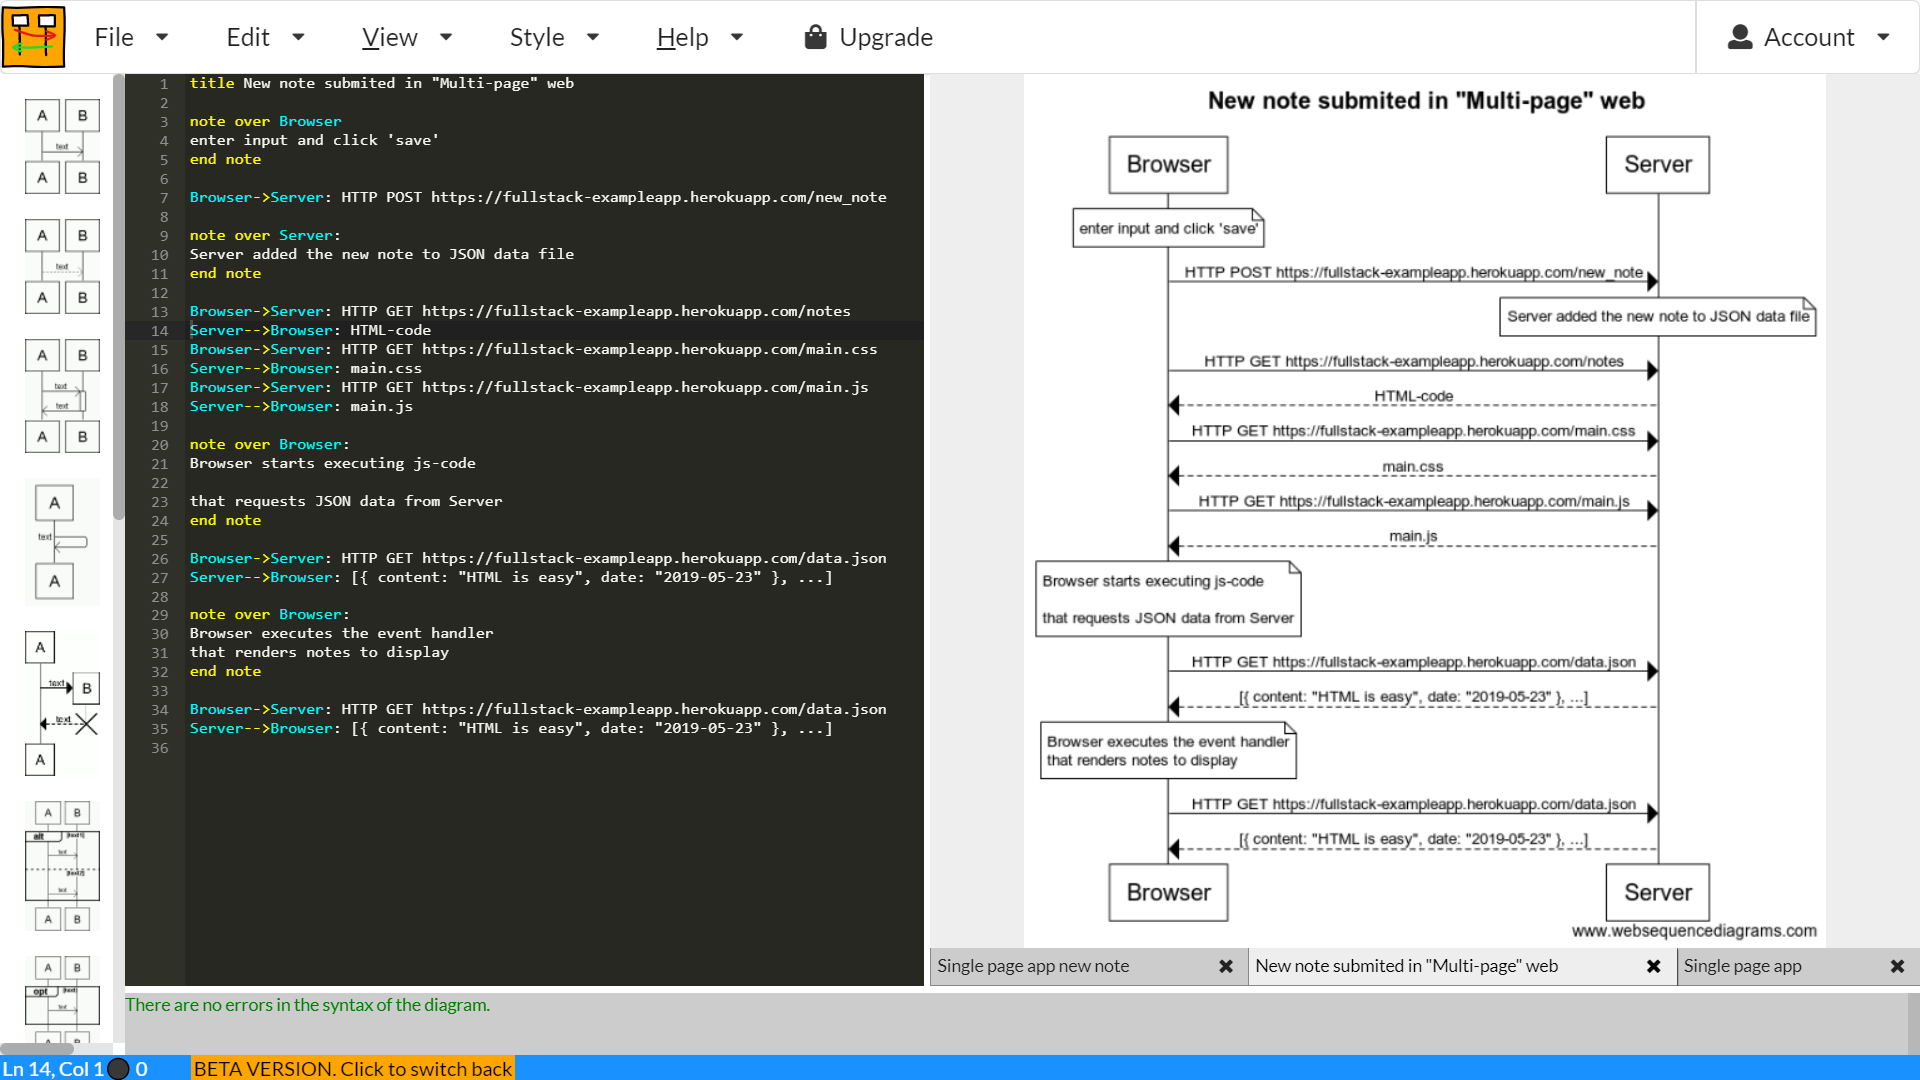 File
Edit
View
Style
Help
Upgrade
Account
A B
text
A B
A B
text
A B
A B
text
text
A B
A
text
A
A
text
B
text
A
A B
alt [text1]
text
[text2]
text
A B
A B
opt [text]
text
A B
1 title New note submited in "Multi-page" web
2
3 note over Browser
4 enter input and click 'save'
5 end note
6
7 Browser->Server: HTTP POST https://fullstack-exampleapp.herokuapp.com/new_note
8
9 note over Server:
10 Server added the new note to JSON data file
11 end note
12
13 Browser->Server: HTTP GET https://fullstack-exampleapp.herokuapp.com/notes
14 Server-->Browser: HTML-code
15 Browser->Server: HTTP GET https://fullstack-exampleapp.herokuapp.com/main.css
16 Server-->Browser: main.css
17 Browser->Server: HTTP GET https://fullstack-exampleapp.herokuapp.com/main.js
18 Server-->Browser: main.js
19
20 note over Browser:
21 Browser starts executing js-code
22
23 that requests JSON data from Server
24 end note
25
26 Browser->Server: HTTP GET https://fullstack-exampleapp.herokuapp.com/data.json
27 Server-->Browser: [{ content: "HTML is easy", date: "2019-05-23" }, ...]
28
29 note over Browser:
30 Browser executes the event handler
31 that renders notes to display
32 end note
33
34 Browser->Server: HTTP GET https://fullstack-exampleapp.herokuapp.com/data.json
35 Server-->Browser: [{ content: "HTML is easy", date: "2019-05-23" }, ...]
36
New note submited in "Multi-page" web
Browser Server
enter input and click 'save'
HTTP POST https://fullstack-exampleapp.herokuapp.com/new_note
Server added the new note to JSON data file
HTTP GET https://fullstack-exampleapp.herokuapp.com/notes
HTML-code
HTTP GET https://fullstack-exampleapp.herokuapp.com/main.css
main.css
HTTP GET https://fullstack-exampleapp.herokuapp.com/main.js
main.js
Browser starts executing js-code
that requests JSON data from Server
HTTP GET https://fullstack-exampleapp.herokuapp.com/data.json
[{ content: "HTML is easy", date: "2019-05-23" }, ...]
Browser executes the event handler
that renders notes to display
HTTP GET https://fullstack-exampleapp.herokuapp.com/data.json
[{ content: "HTML is easy", date: "2019-05-23" }, ...]
Browser Server
www.websequencediagrams.com
Single page app new note
New note submited in "Multi-page" web
Single page app
There are no errors in the syntax of the diagram.
Ln 14, Col 1 0
BETA VERSION. Click to switch back